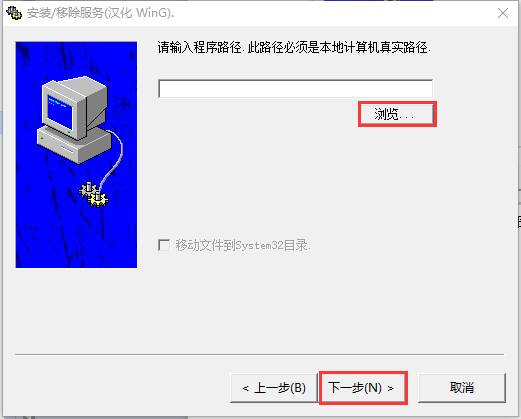 安装/移除服务(汉化 WinG).
请输入程序路径. 此路径必须是本地计算机真实路径.
浏览...
移动文件到System32目录.
< 上一步(B)
下一步(N) >
取消